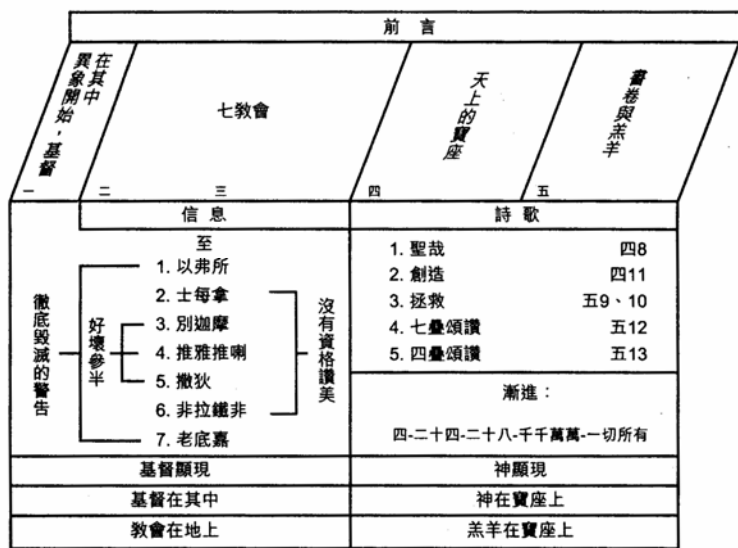 前言
在其中
異象開始，基督
七教會
天上的寶座
書卷與羔羊
一 二 三 四 五
信息
詩歌
至
1. 以弗所
2. 士每拿
3. 別迦摩
4. 推雅推喇
5. 撒狄
6. 非拉鐵非
7. 老底嘉
徹底毀滅的警告
好壞參半
沒有資格讚美
1. 聖哉 四8
2. 創造 四11
3. 拯救 五9、10
4. 七疊頌讚 五12
5. 四疊頌讚 五13
漸進：
四-二十四-二十八-千千萬萬-一切所有
基督顯現
神顯現
基督在其中
神在寶座上
教會在地上
羔羊在寶座上